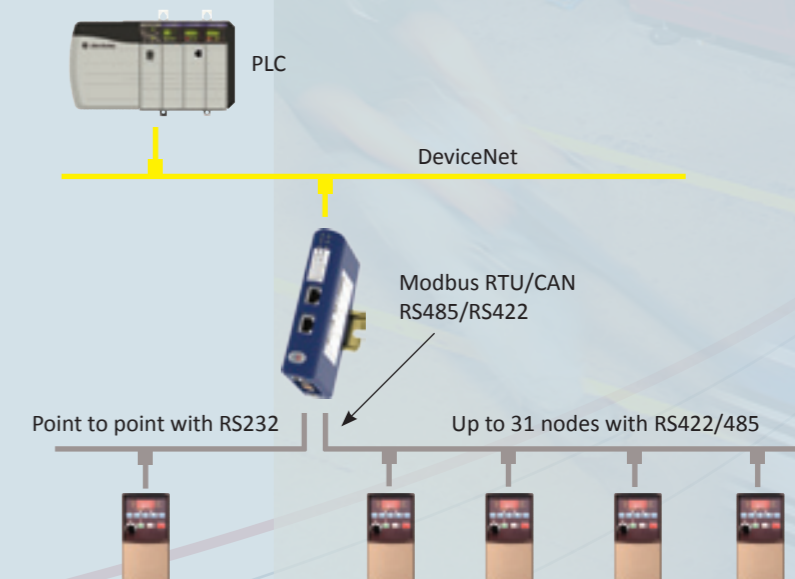 PLC
DeviceNet
Modbus RTU/CAN
RS485/RS422
Point to point with RS232
Up to 31 nodes with RS422/485